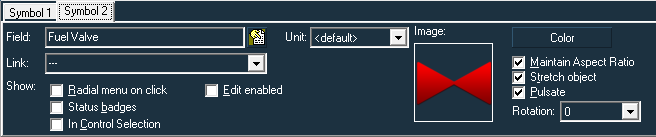 Symbol 1 Symbol 2
Field: Fuel Valve Unit: <default> Image: Color
Link: --- Maintain Aspect Ratio
Stretch object
Show: Radial menu on click Edit enabled Pulsate
Status badges Rotation: 0
In Control Selection